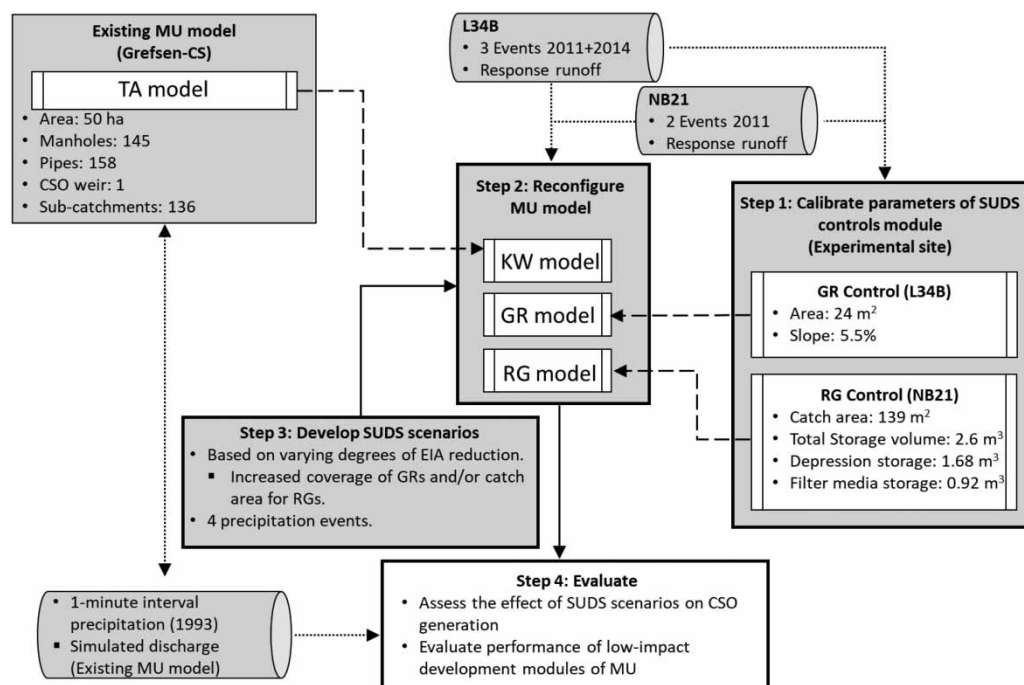 Existing MU model
(Grefsen-CS)
TA model
• Area: 50 ha
• Manholes: 145
• Pipes: 158
• CSO weir: 1
• Sub-catchments: 136
L34B
• 3 Events 2011+2014
• Response runoff
NB21
• 2 Events 2011
• Response runoff
Step 2: Reconfigure
MU model
KW model
GR model
RG model
Step 1: Calibrate parameters of SUDS
controls module
(Experimental site)
GR Control (L34B)
• Area: 24 m²
• Slope: 5.5%
RG Control (NB21)
• Catch area: 139 m²
• Total Storage volume: 2.6 m³
• Depression storage: 1.68 m³
• Filter media storage: 0.92 m³
Step 3: Develop SUDS scenarios
• Based on varying degrees of EIA reduction.
▪ Increased coverage of GRs and/or catch
area for RGs.
• 4 precipitation events.
• 1-minute interval
precipitation (1993)
▪ Simulated discharge
(Existing MU model)
Step 4: Evaluate
• Assess the effect of SUDS scenarios on CSO
generation
• Evaluate performance of low-impact
development modules of MU